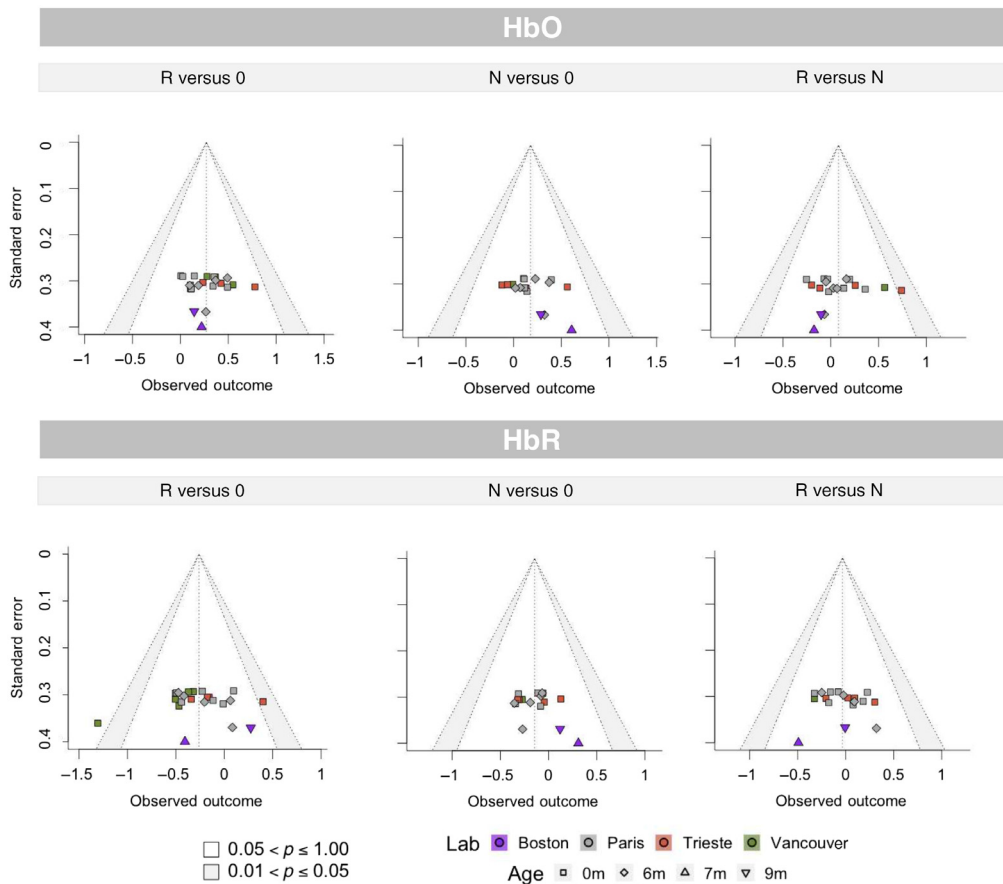 HbO
R versus 0
N versus 0
R versus N
Standard error
0
0.1
0.2
0.3
0.4
−1
−0.5
0
0.5
1
1.5
Observed outcome
−1
−0.5
0
0.5
1
1.5
Observed outcome
−1
−0.5
0
0.5
1
Observed outcome
HbR
R versus 0
N versus 0
R versus N
Standard error
0
0.1
0.2
0.3
0.4
−1.5
−1
−0.5
0
0.5
1
Observed outcome
−1
−0.5
0
0.5
1
Observed outcome
−1
−0.5
0
0.5
1
Observed outcome
0.05 < p ≤ 1.00
0.01 < p ≤ 0.05
Lab Boston Paris Trieste Vancouver
Age 0m 6m 7m 9m